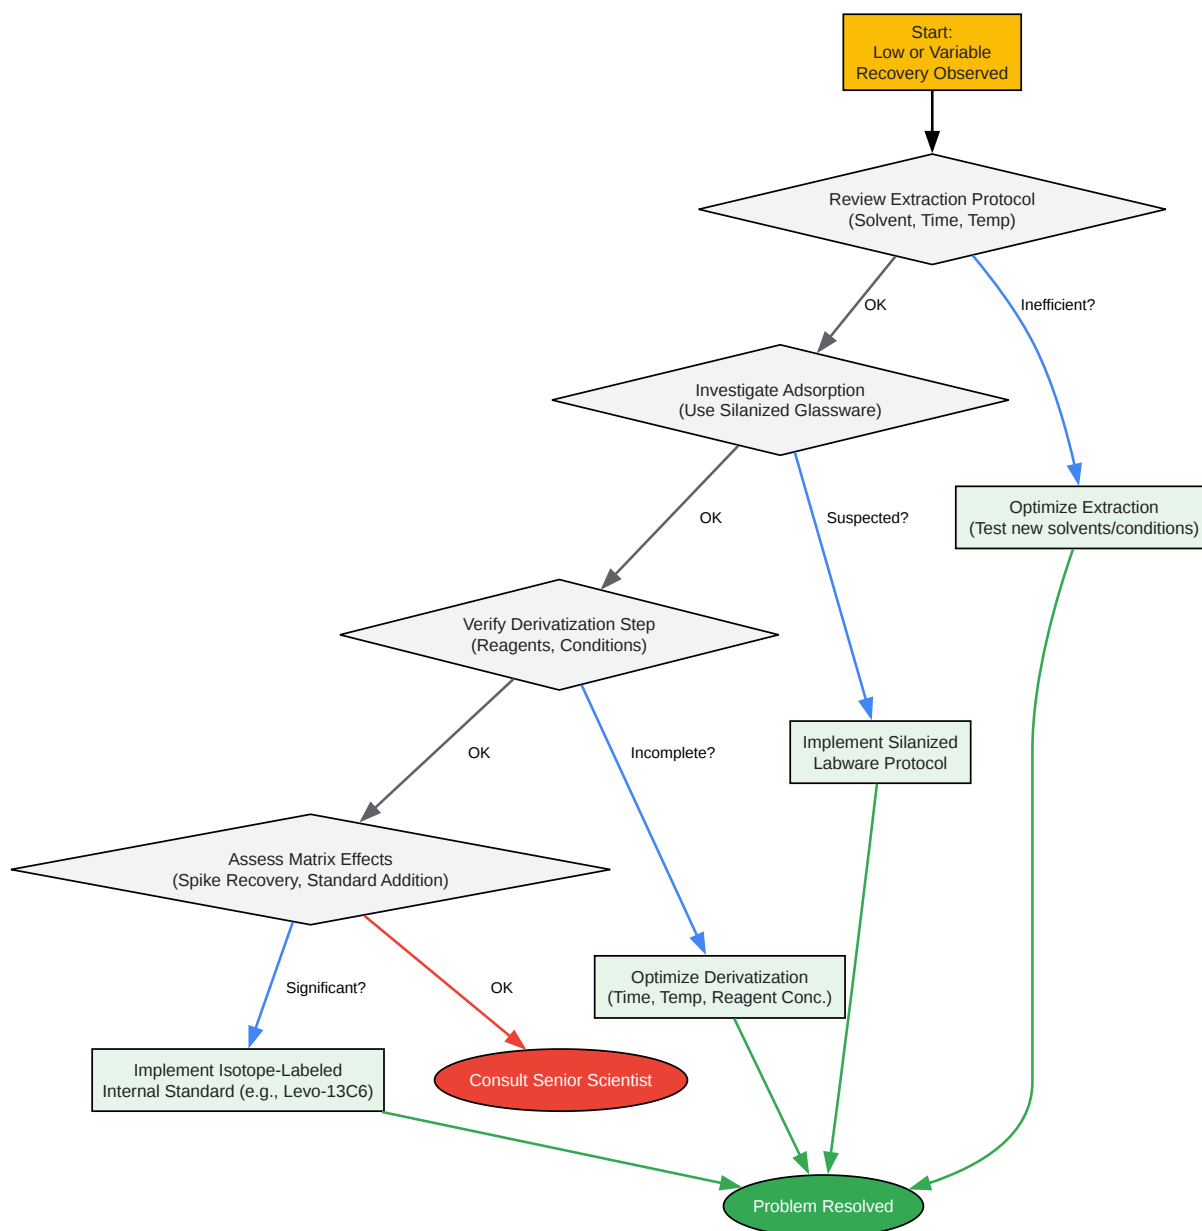 Start:
Low or Variable
Recovery Observed
Review Extraction Protocol
(Solvent, Time, Temp)
OK
Inefficient?
Investigate Adsorption
(Use Silanized Glassware)
OK
Suspected?
Optimize Extraction
(Test new solvents/conditions)
Verify Derivatization Step
(Reagents, Conditions)
OK
Incomplete?
Implement Silanized
Labware Protocol
Assess Matrix Effects
(Spike Recovery, Standard Addition)
Significant?
OK
Optimize Derivatization
(Time, Temp, Reagent Conc.)
Implement Isotope-Labeled
Internal Standard (e.g., Levo-13C6)
Consult Senior Scientist
Problem Resolved